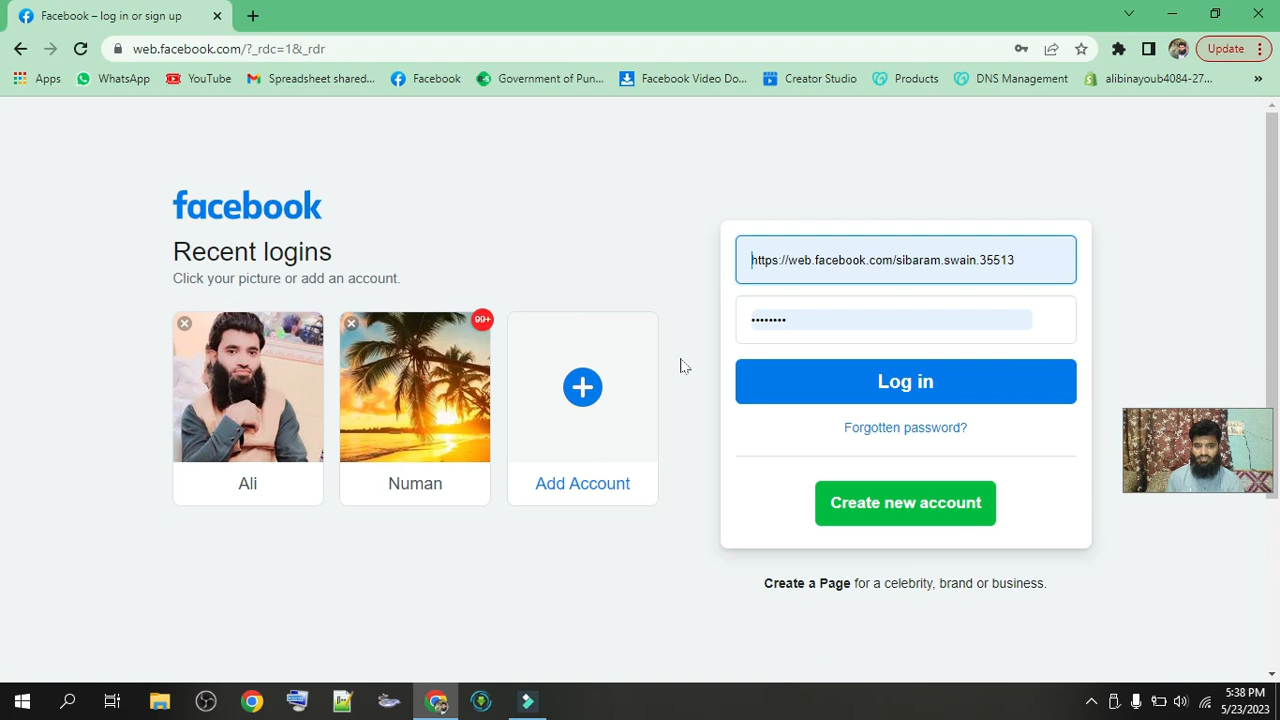 Facebook – log in or sign up
web.facebook.com/?_rdc=1&_rdr
Update
Apps
WhatsApp
YouTube
Spreadsheet shared...
Facebook
Government of Pun...
Facebook Video Do...
Creator Studio
Products
DNS Management
alibinayoub4084-27...
facebook
Recent logins
Click your picture or add an account.
99+
Ali
Numan
Add Account
https://web.facebook.com/sibaram.swain.35513
••••••••
Log in
Forgotten password?
Create new account
Create a Page for a celebrity, brand or business.
5:38 PM
5/23/2023